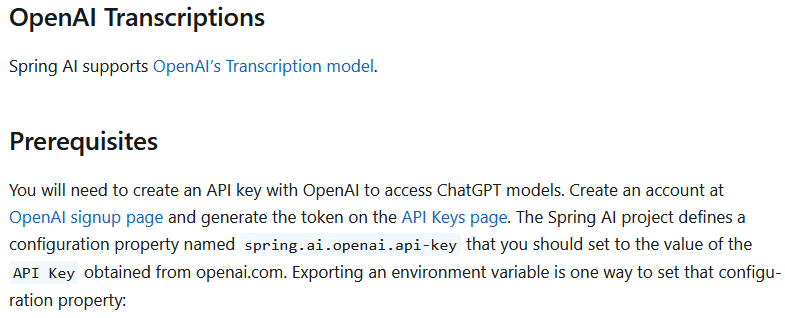 OpenAI Transcriptions
Spring AI supports OpenAI’s Transcription model.
Prerequisites
You will need to create an API key with OpenAI to access ChatGPT models. Create an account at
OpenAI signup page and generate the token on the API Keys page. The Spring AI project defines a
configuration property named spring.ai.openai.api-key that you should set to the value of the
API Key obtained from openai.com. Exporting an environment variable is one way to set that configu-
ration property: